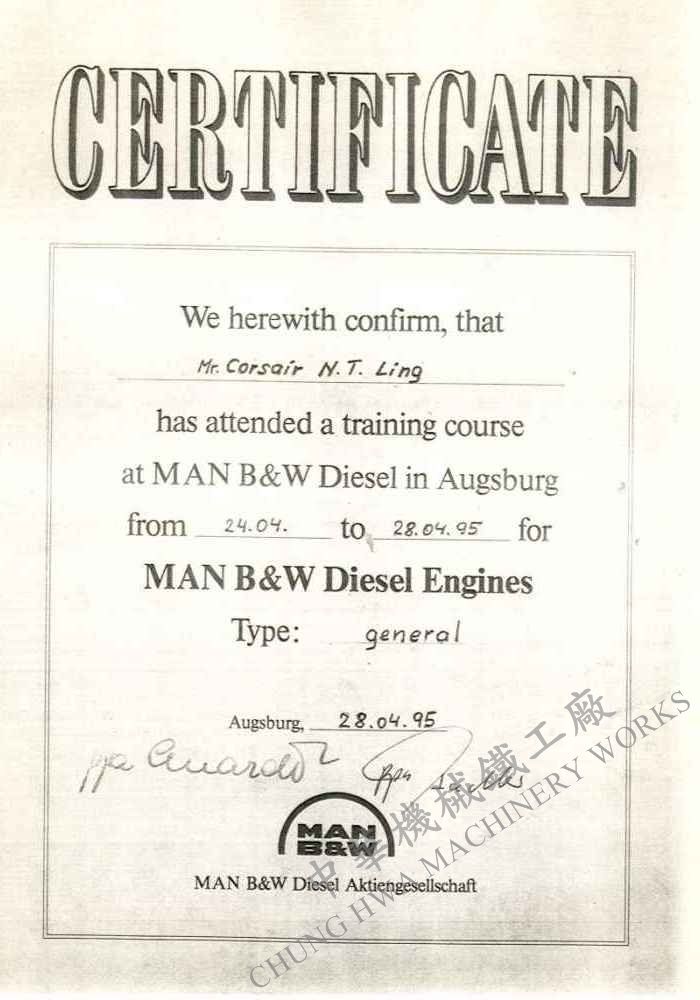 CERTIFICATE
We herewith confirm, that
Mr. Corsair N. T. Ling
has attended a training course
at MAN B&W Diesel in Augsburg
from 24.04. to 28.04.95 for
MAN B&W Diesel Engines
Type: general
Augsburg, 28.04.95
ppa
MAN
B&W
MAN B&W Diesel Aktiengesellschaft
中華機械鐵工廠
CHUNG HWA MACHINERY WORKS